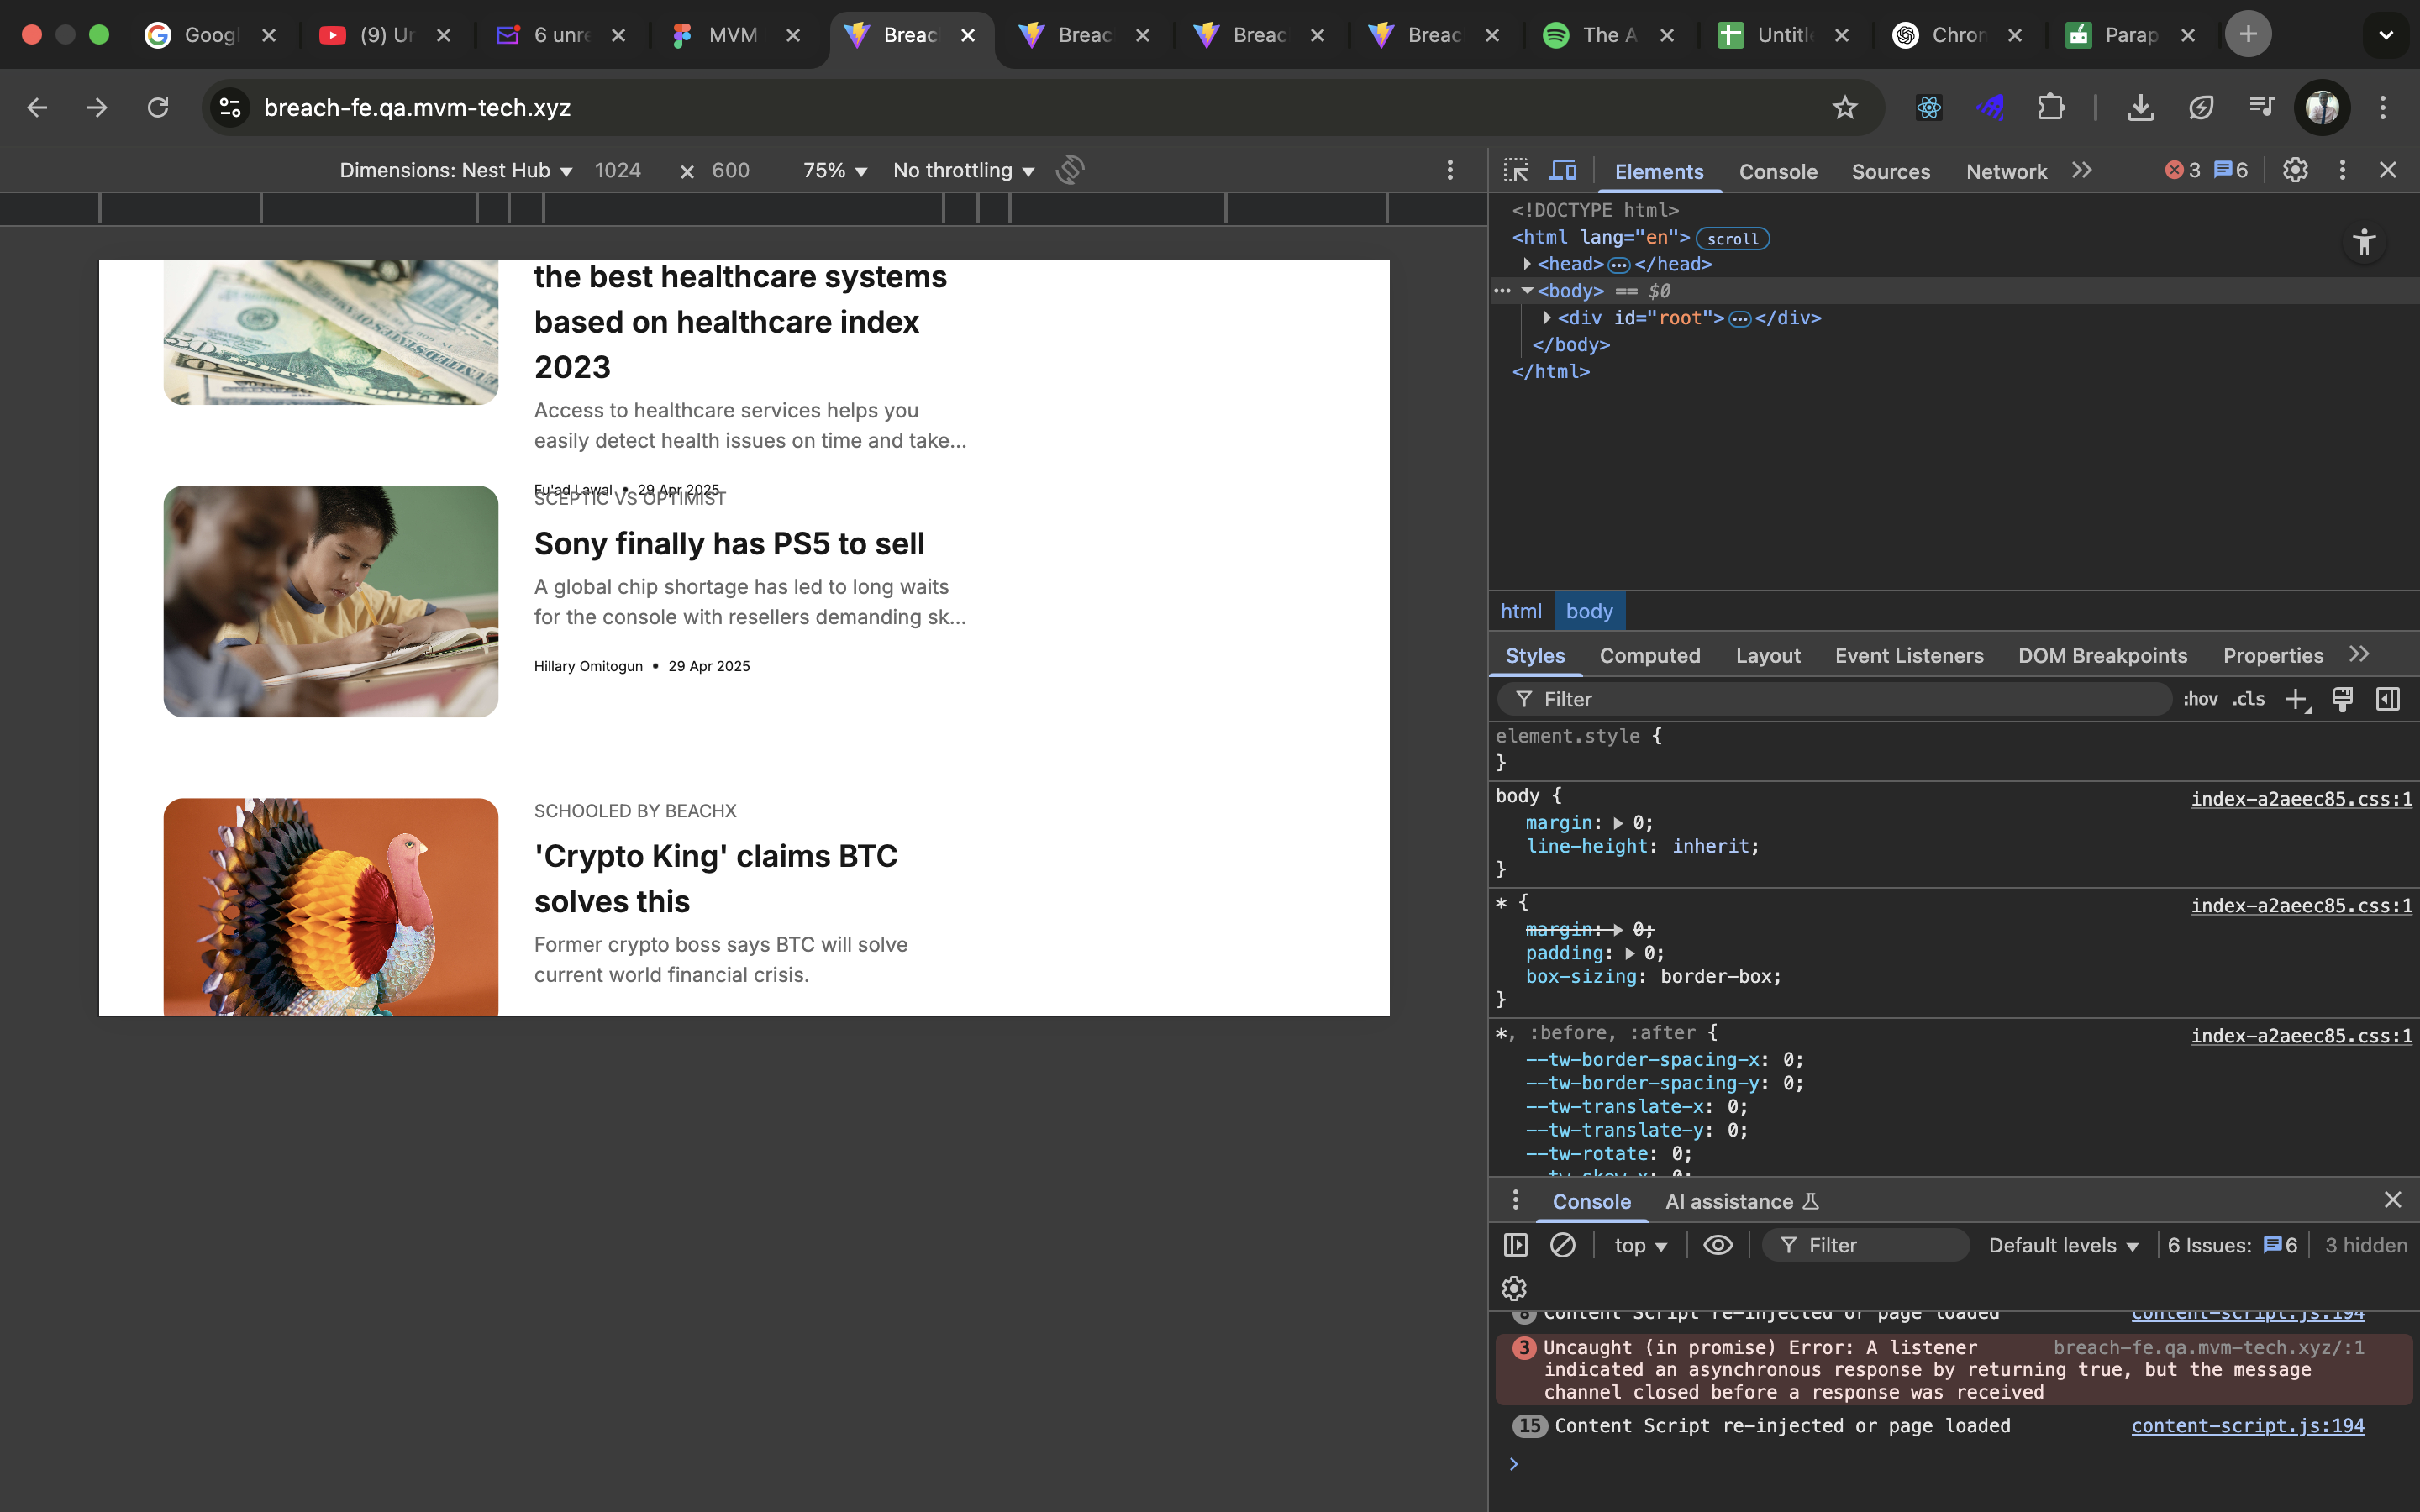 Googl
(9) Ur
6 unre
MVM
Breac
Breac
Breac
Breac
The A
Untitl
Chron
Parap
breach-fe.qa.mvm-tech.xyz
Dimensions: Nest Hub ▼ 1024 × 600 75% ▼ No throttling ▼
the best healthcare systems
based on healthcare index
2023
Access to healthcare services helps you
easily detect health issues on time and take...
Fu'ad Lawal • 29 Apr 2025
SCEPTIC VS OPTIMIST
Sony finally has PS5 to sell
A global chip shortage has led to long waits
for the console with resellers demanding sk...
Hillary Omitogun • 29 Apr 2025
SCHOOLED BY BEACHX
'Crypto King' claims BTC
solves this
Former crypto boss says BTC will solve
current world financial crisis.
Elements Console Sources Network 3 6
<!DOCTYPE html>
<html lang="en"> scroll
<head>…</head>
<body> == $0
<div id="root">…</div>
</body>
</html>
html body
Styles Computed Layout Event Listeners DOM Breakpoints Properties
Filter :hov .cls
element.style {
}
body { index-a2aeec85.css:1
margin: 0;
line-height: inherit;
}
* { index-a2aeec85.css:1
margin: 0;
padding: 0;
box-sizing: border-box;
}
*, :before, :after { index-a2aeec85.css:1
--tw-border-spacing-x: 0;
--tw-border-spacing-y: 0;
--tw-translate-x: 0;
--tw-translate-y: 0;
--tw-rotate: 0;
--tw-skew-x: 0;
Console AI assistance
top ▼ Filter Default levels ▼ 6 Issues: 6 3 hidden
8 Content Script re-injected or page loaded content-script.js:194
3 Uncaught (in promise) Error: A listener breach-fe.qa.mvm-tech.xyz/:1
indicated an asynchronous response by returning true, but the message
channel closed before a response was received
15 Content Script re-injected or page loaded content-script.js:194